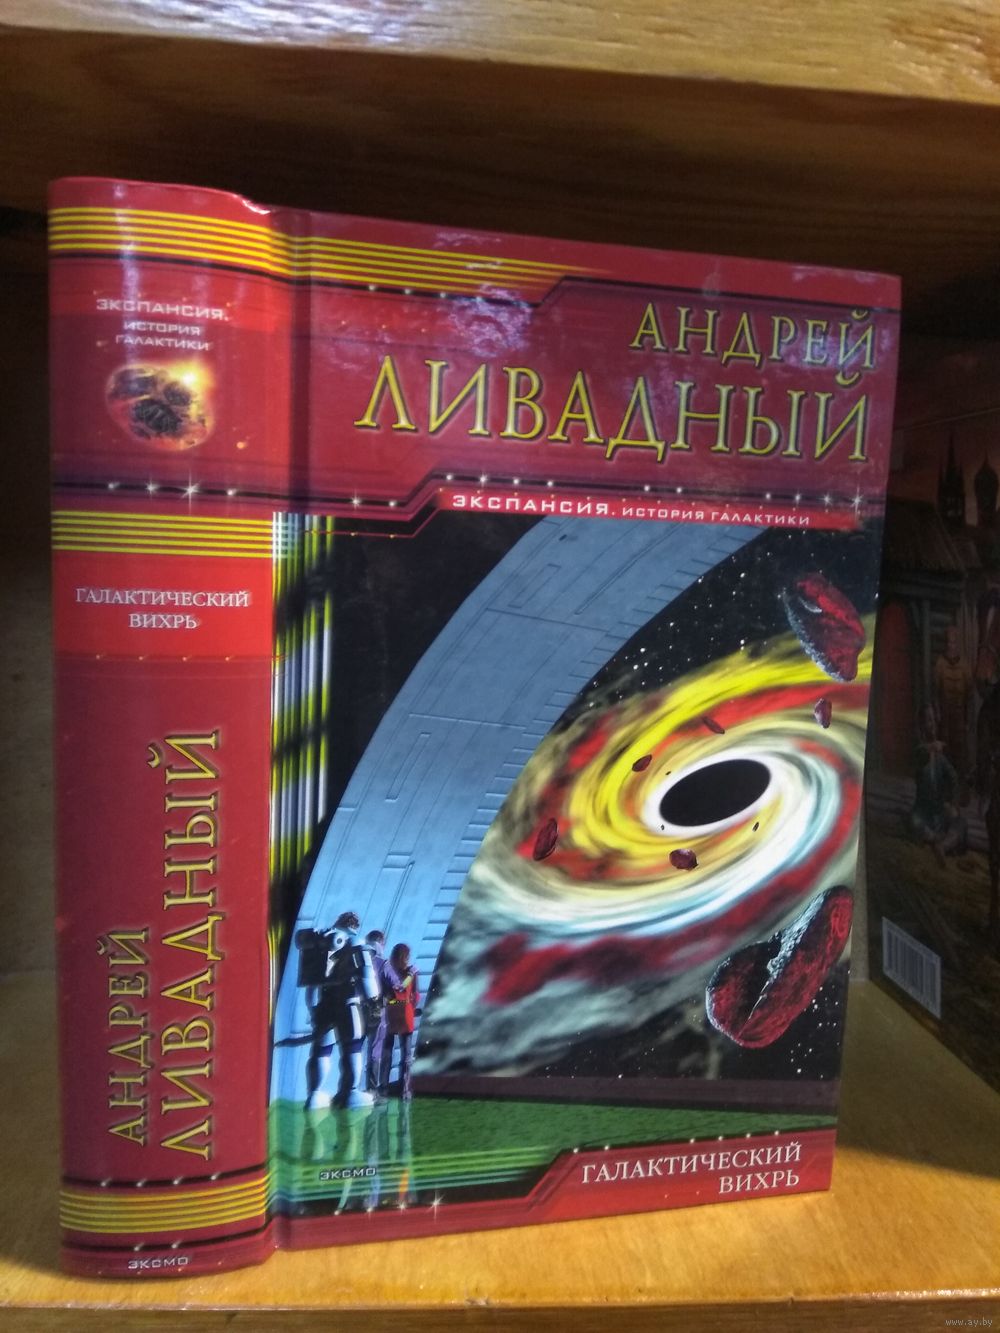 ЭКСПАНСИЯ.
ИСТОРИЯ
ГАЛАКТИКИ
ГАЛАКТИЧЕСКИЙ
ВИХРЬ
АНДРЕЙ
ЛИВАДНЫЙ
ЭКСМО
АНДРЕЙ
ЛИВАДНЫЙ
ЭКСПАНСИЯ. ИСТОРИЯ ГАЛАКТИКИ
ЭКСМО
ГАЛАКТИЧЕСКИЙ
ВИХРЬ
www.ay.by